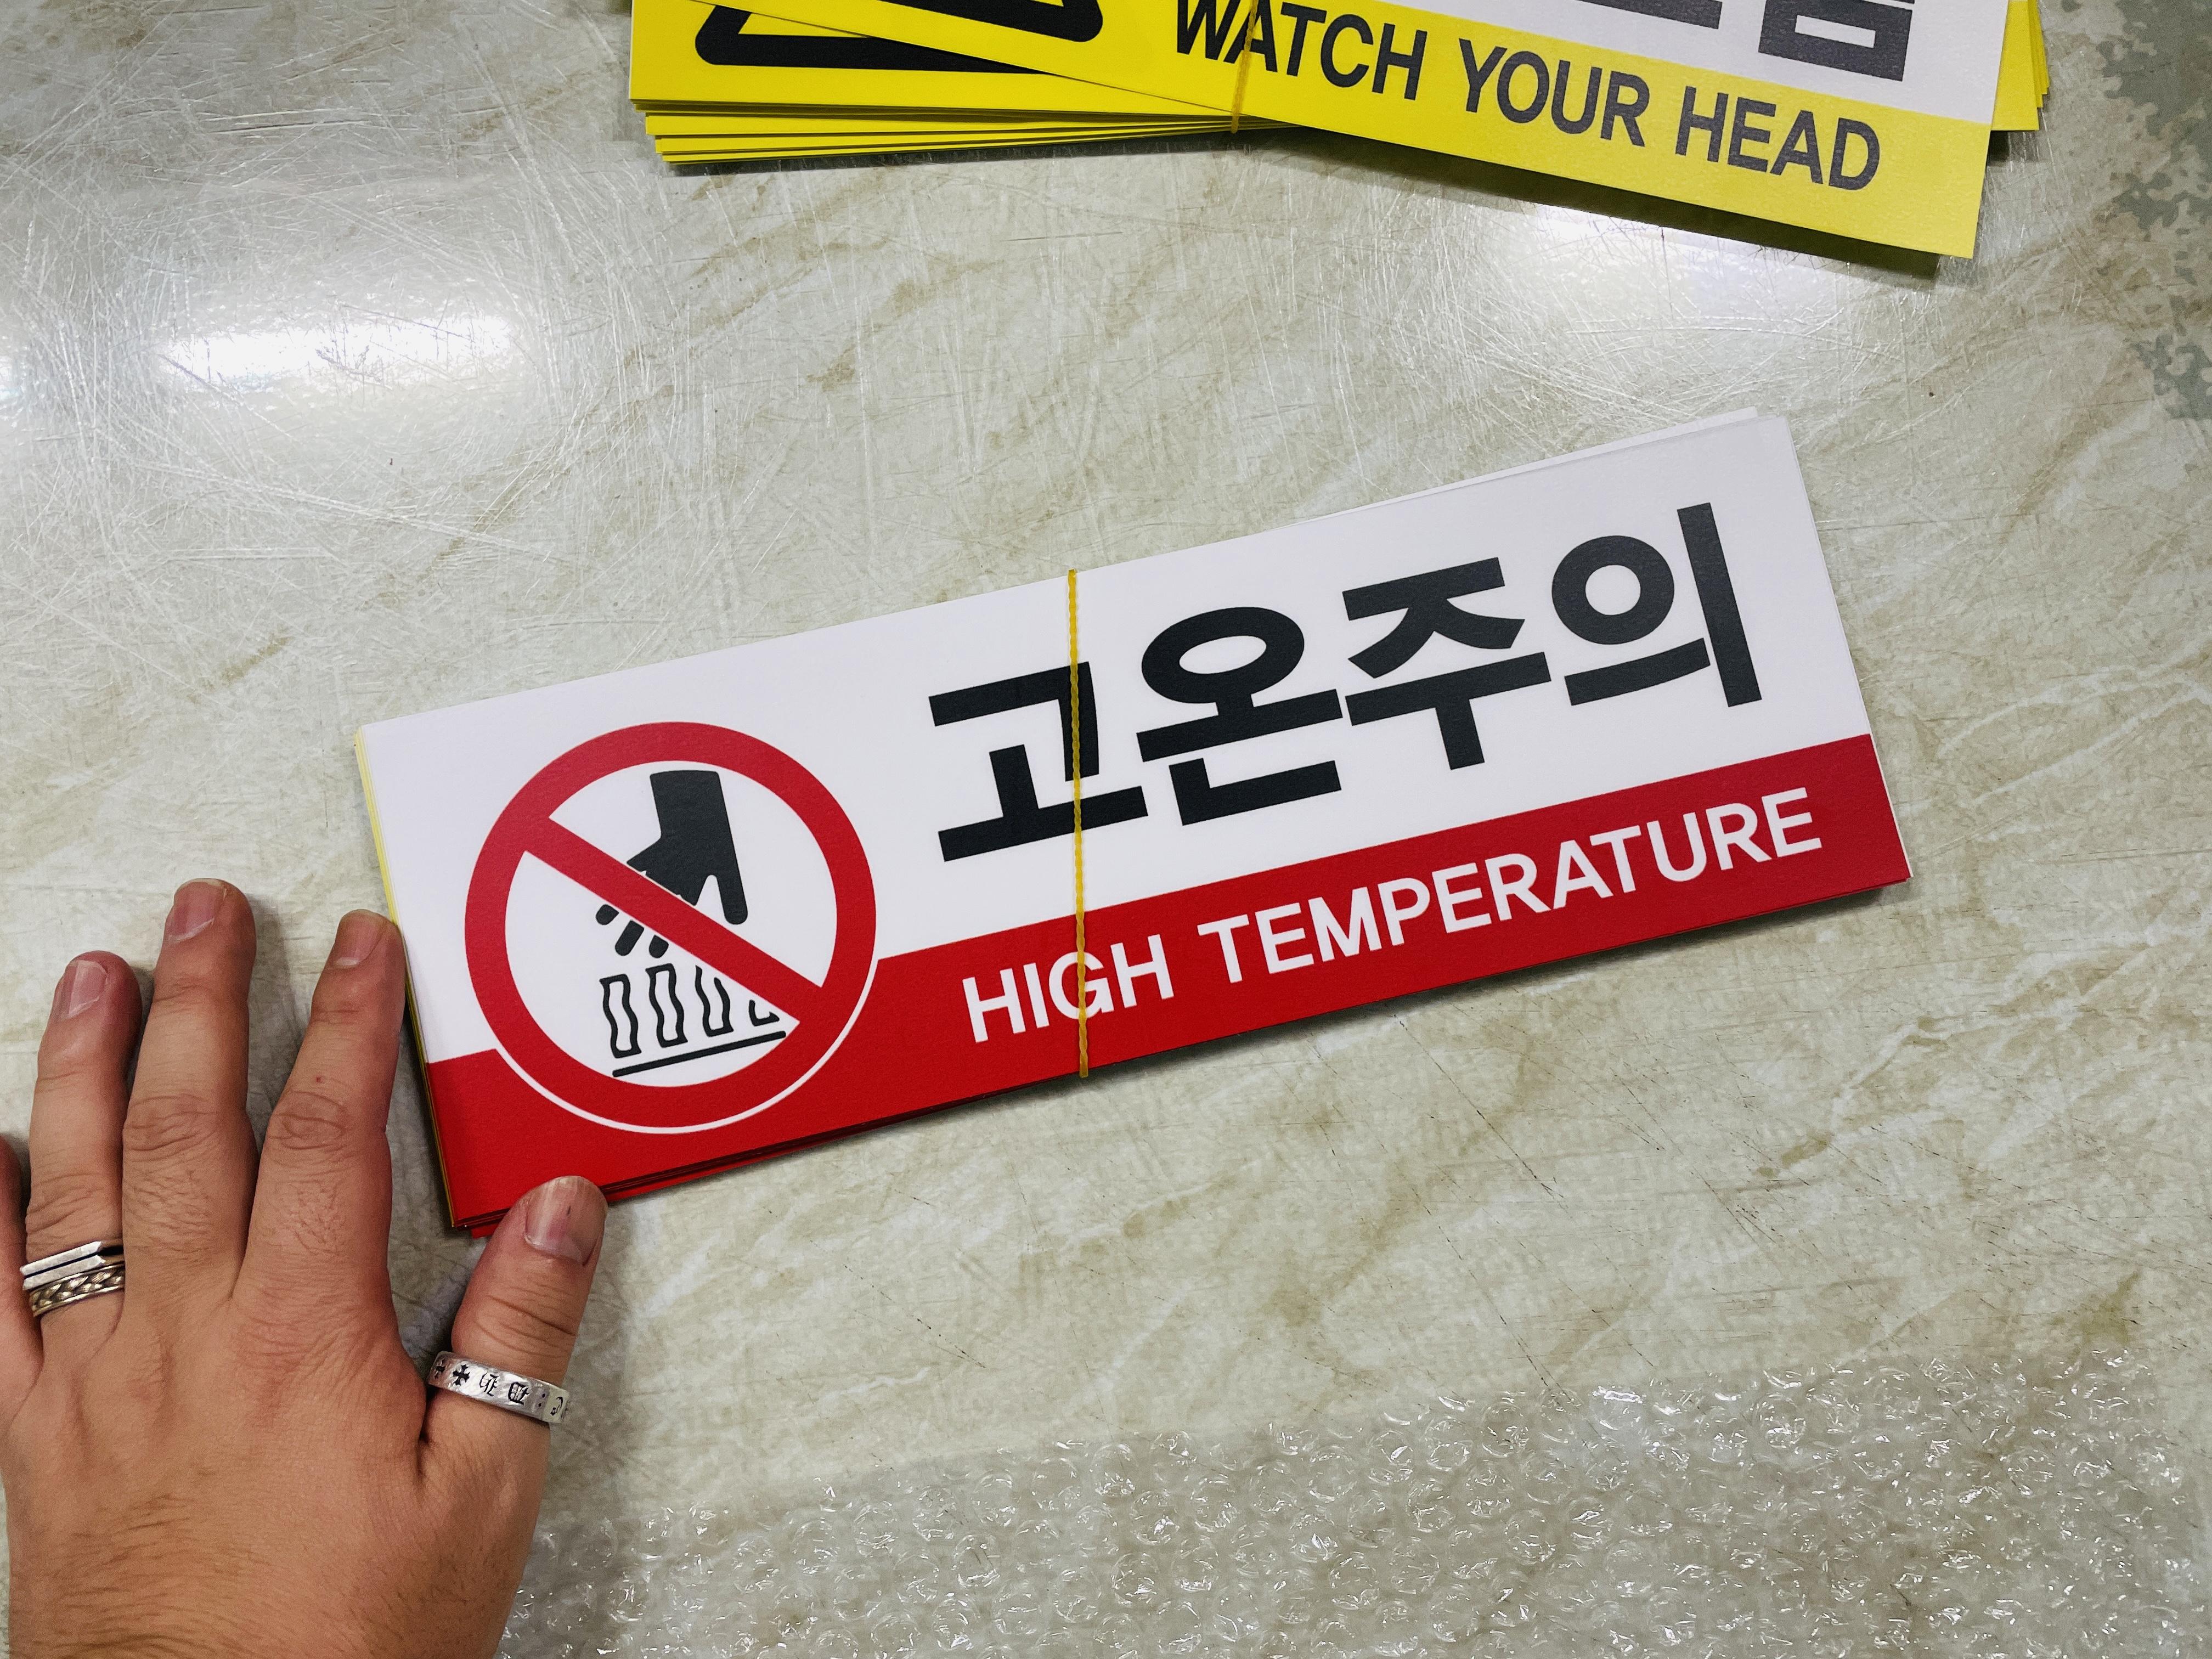 WATCH YOUR HEAD
고온주의
HIGH TEMPERATURE